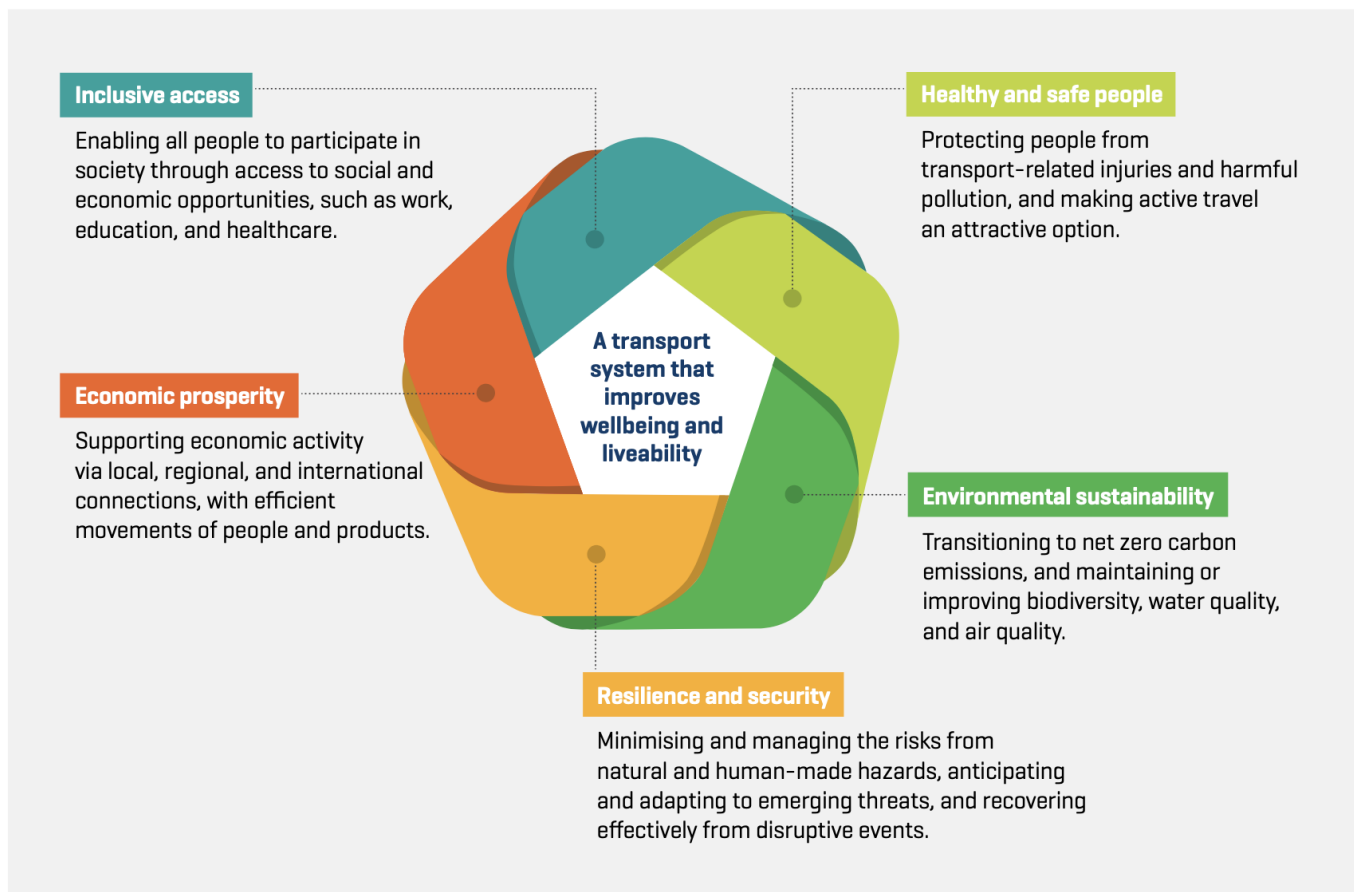 Inclusive access
Enabling all people to participate in
society through access to social and
economic opportunities, such as work,
education, and healthcare.
Healthy and safe people
Protecting people from
transport-related injuries and harmful
pollution, and making active travel
an attractive option.
A transport
system that
improves
wellbeing and
liveability
Economic prosperity
Supporting economic activity
via local, regional, and international
connections, with efficient
movements of people and products.
Environmental sustainability
Transitioning to net zero carbon
emissions, and maintaining or
improving biodiversity, water quality,
and air quality.
Resilience and security
Minimising and managing the risks from
natural and human-made hazards, anticipating
and adapting to emerging threats, and recovering
effectively from disruptive events.